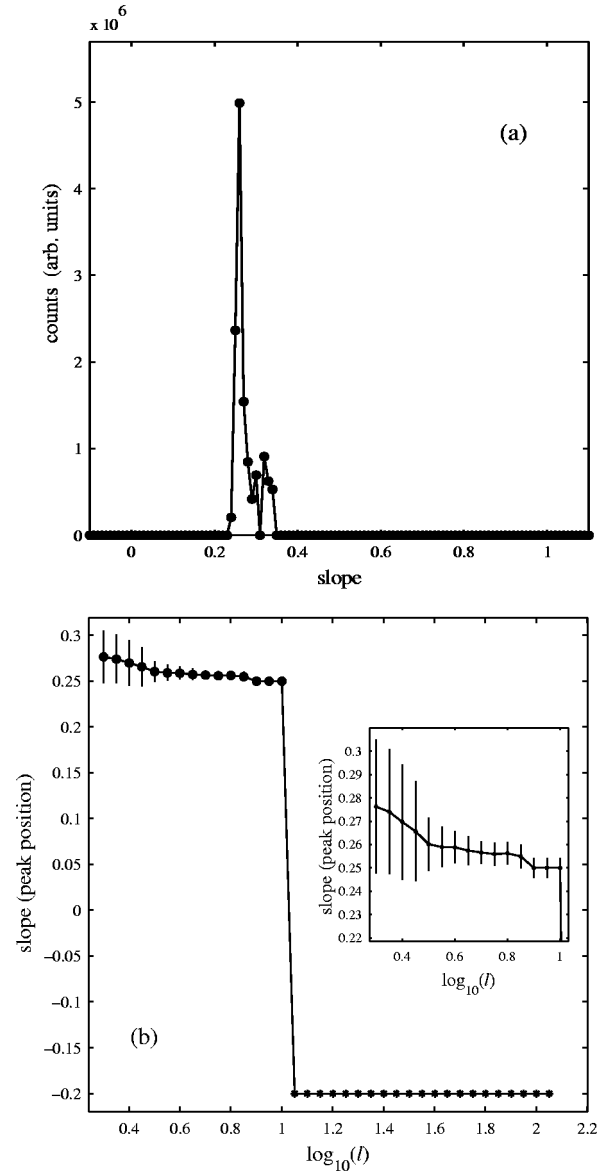 x 10^6
5
4
3
2
1
0
counts (arb. units)
(a)
0 0.2 0.4 0.6 0.8 1
slope
0.3
0.25
0.2
0.15
0.1
0.05
0
−0.05
−0.1
−0.15
−0.2
slope (peak position)
(b)
0.4 0.6 0.8 1 1.2 1.4 1.6 1.8 2 2.2
log_10(l)
0.3
0.29
0.28
0.27
0.26
0.25
0.24
0.23
0.22
slope (peak position)
0.4 0.6 0.8 1
log_10(l)